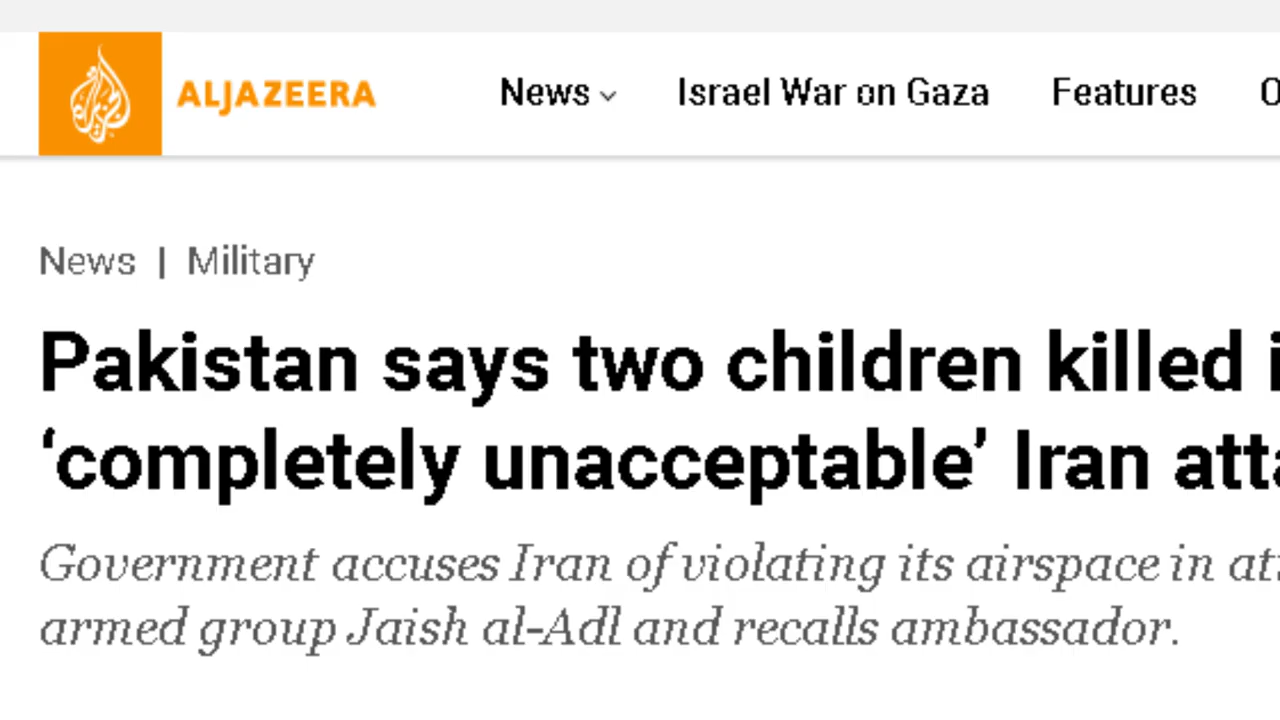 ALJAZEERA
News
Israel War on Gaza
Features
News | Military
Pakistan says two children killed
‘completely unacceptable’ Iran
Government accuses Iran of violating its airspace in
armed group Jaish al-Adl and recalls ambassador.